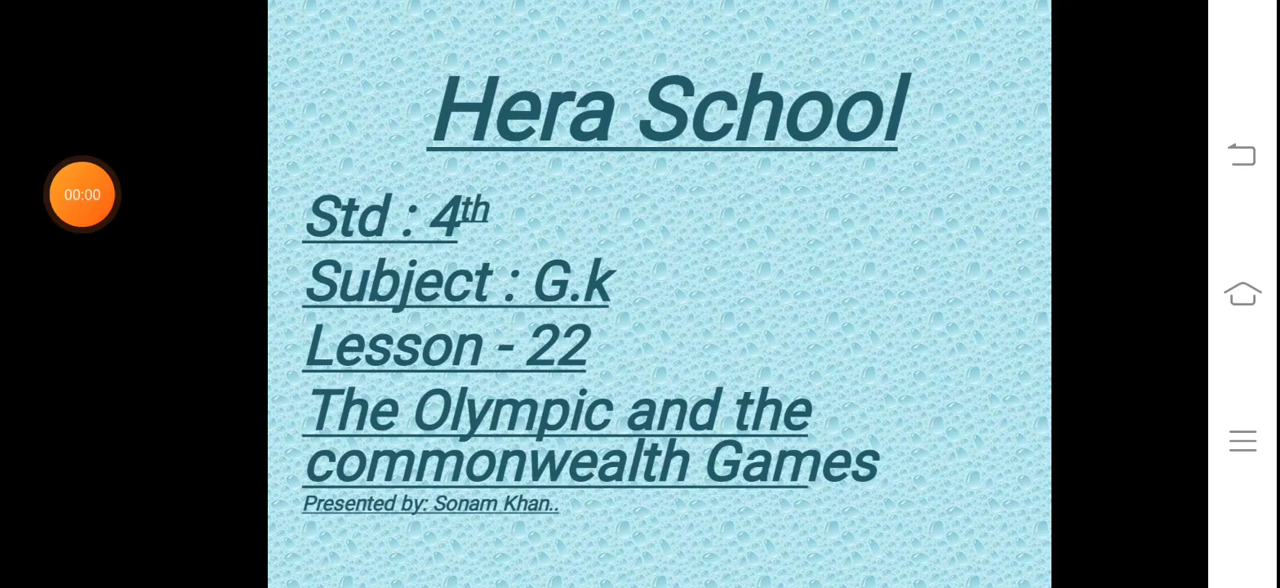 Hera School
00:00
Std : 4th
Subject : G.k
Lesson - 22
The Olympic and the
commonwealth Games
Presented by: Sonam Khan..